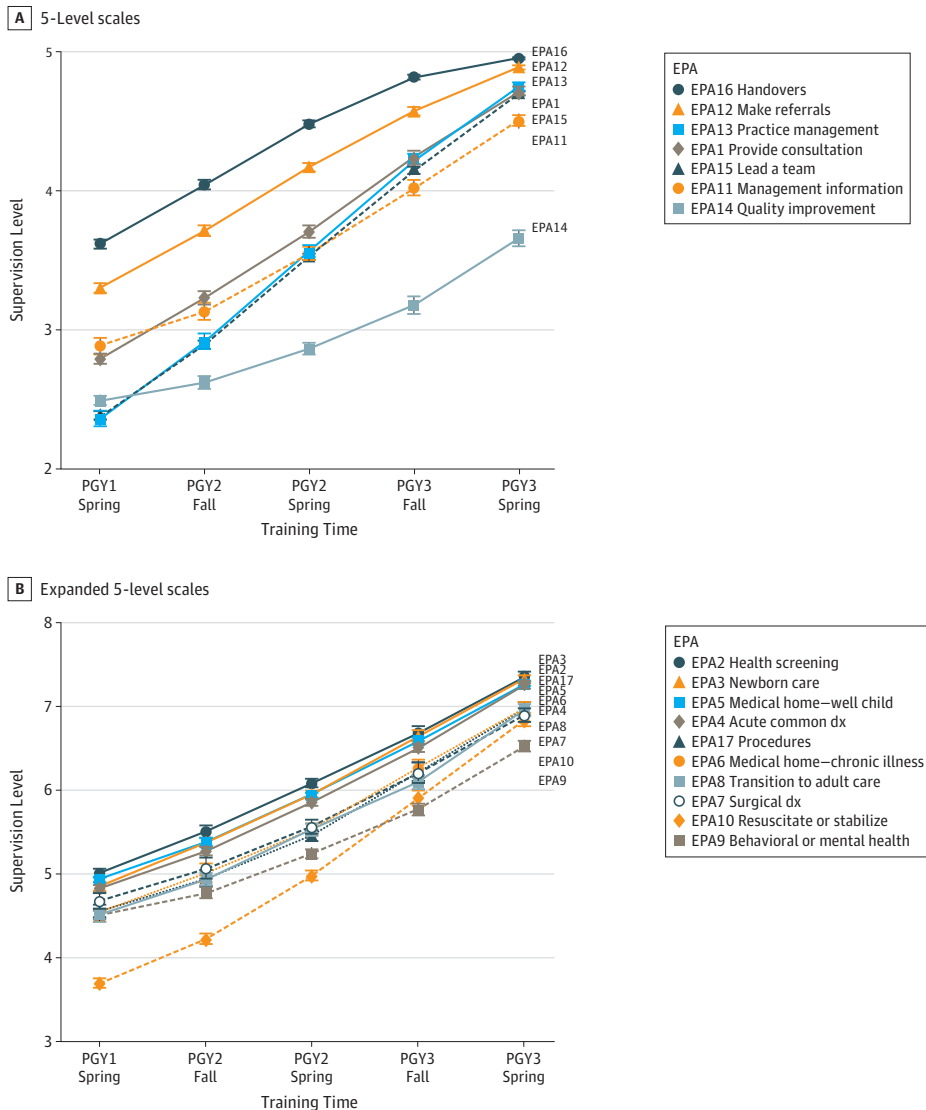 A 5-Level scales
5
4
3
2
Supervision Level
PGY1 Spring
PGY2 Fall
PGY2 Spring
PGY3 Fall
PGY3 Spring
Training Time
EPA16
EPA12
EPA13
EPA1
EPA15
EPA11
EPA14
EPA
EPA16 Handovers
EPA12 Make referrals
EPA13 Practice management
EPA1 Provide consultation
EPA15 Lead a team
EPA11 Management information
EPA14 Quality improvement
B Expanded 5-level scales
8
7
6
5
4
3
Supervision Level
PGY1 Spring
PGY2 Fall
PGY2 Spring
PGY3 Fall
PGY3 Spring
Training Time
EPA3
EPA2
EPA17
EPA5
EPA6
EPA4
EPA8
EPA7
EPA10
EPA9
EPA
EPA2 Health screening
EPA3 Newborn care
EPA5 Medical home–well child
EPA4 Acute common dx
EPA17 Procedures
EPA6 Medical home–chronic illness
EPA8 Transition to adult care
EPA7 Surgical dx
EPA10 Resuscitate or stabilize
EPA9 Behavioral or mental health